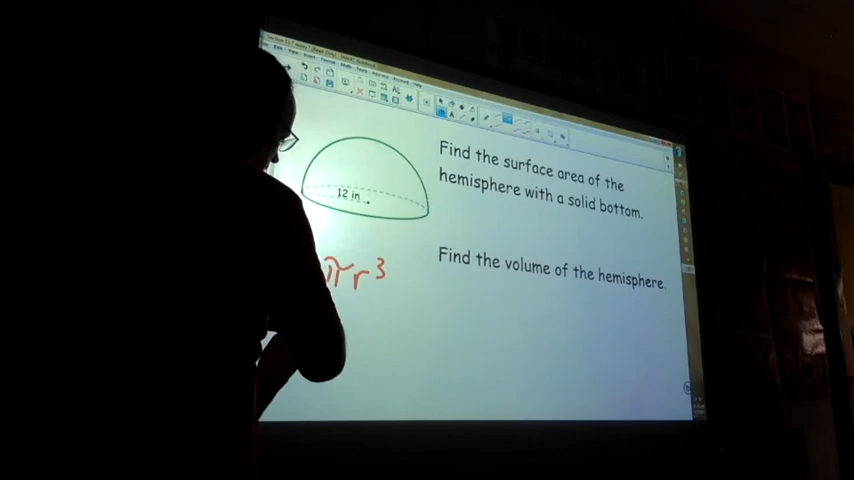 Find the surface area of the
hemisphere with a solid bottom.
12 in
Find the volume of the hemisphere.
πr³